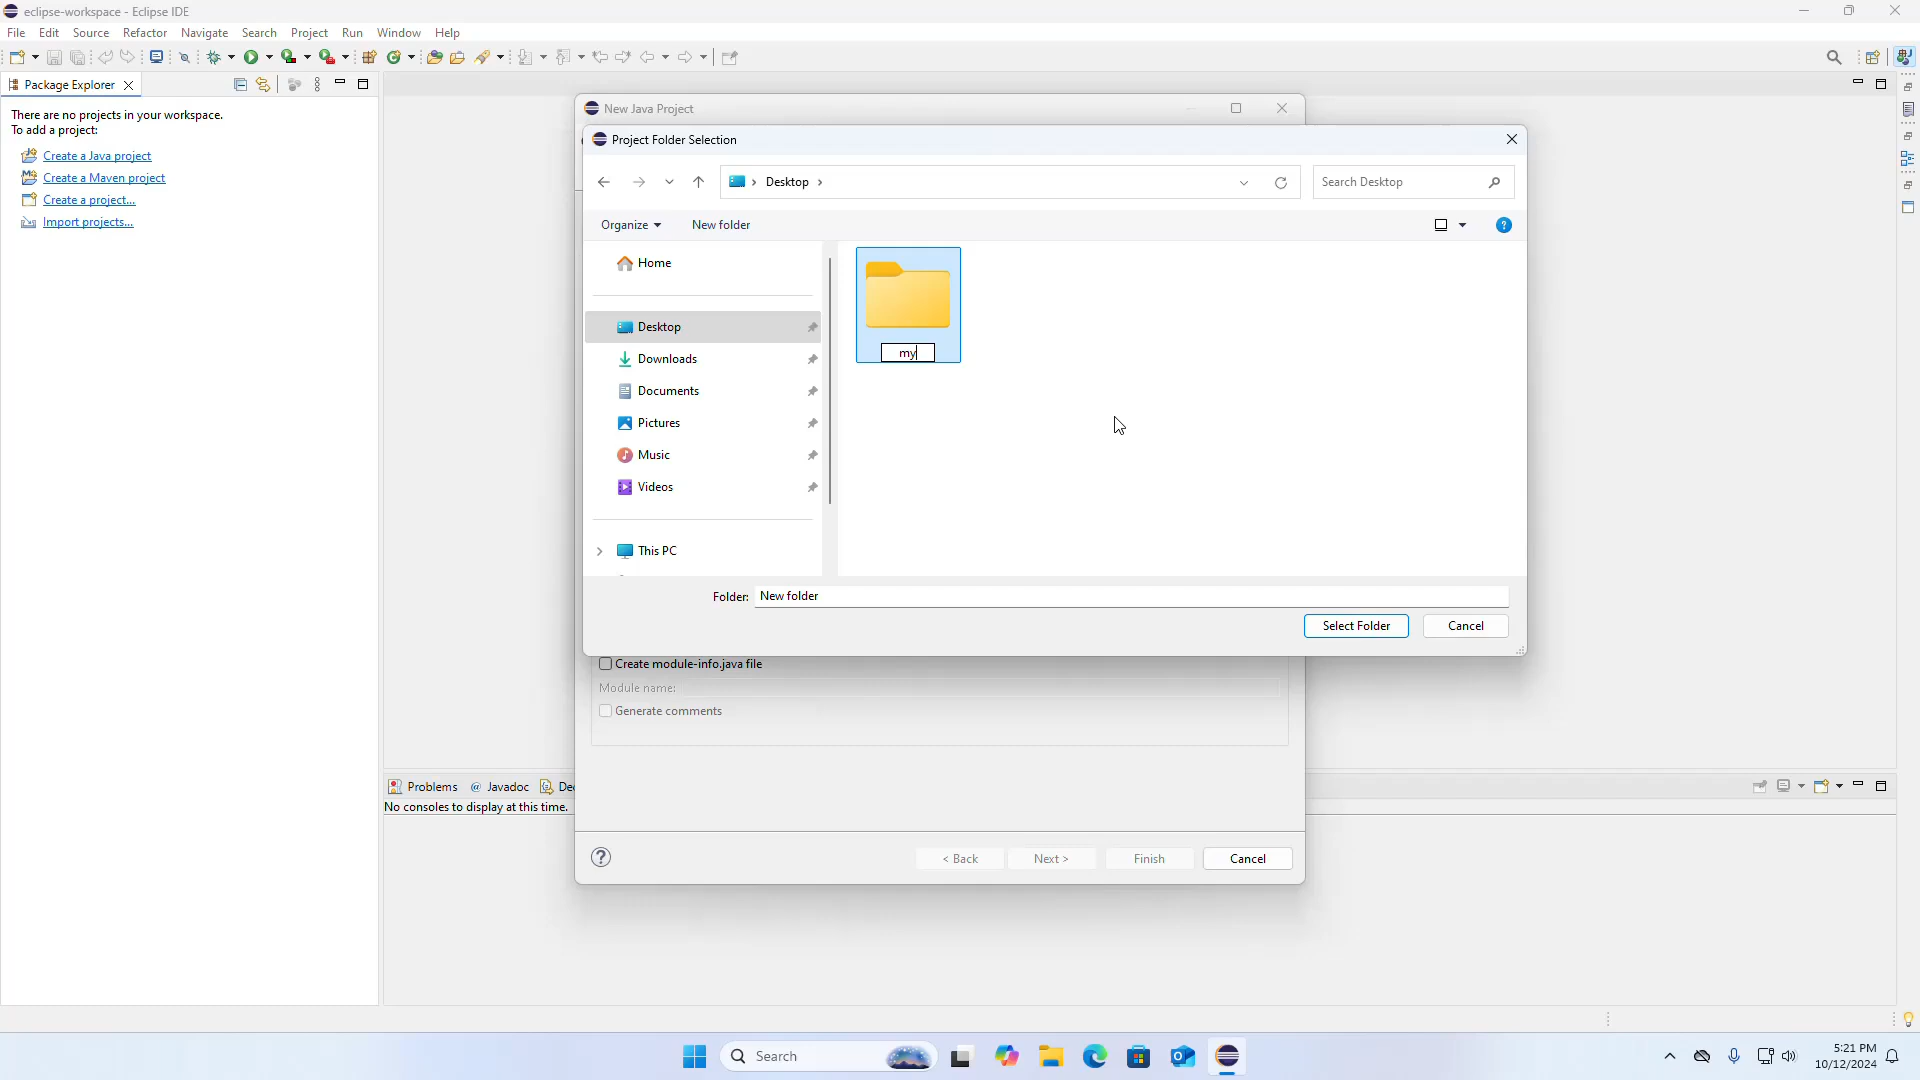 eclipse-workspace - Eclipse IDE
File Edit Source Refactor Navigate Search Project Run Window Help
Package Explorer
There are no projects in your workspace.
To add a project:
Create a Java project
Create a Maven project
Create a project...
Import projects...
New Java Project
Project Folder Selection
Desktop
Search Desktop
Organize New folder
Home
Desktop
Downloads
Documents
Pictures
Music
Videos
This PC
my
Folder: New folder
Select Folder Cancel
Create module-info.java file
Module name:
Generate comments
Problems @ Javadoc De
No consoles to display at this time.
< Back Next > Finish Cancel
Search
5:21 PM
10/12/2024